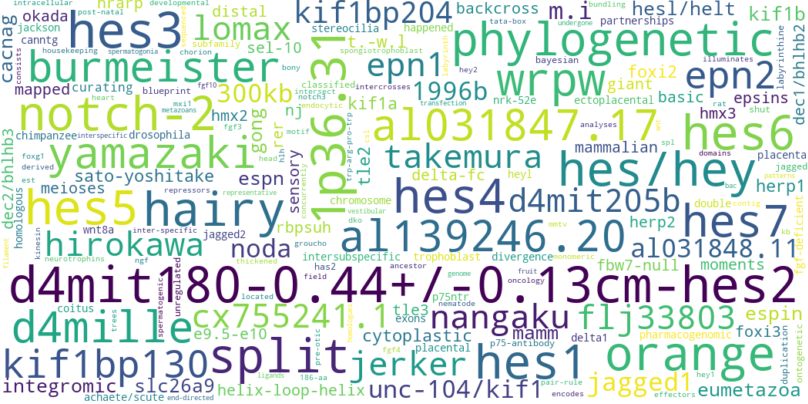 intracellular
nrarp
developmental
okada
post-natal
distal
kif1bp204
backcross
hesl/helt
kif1b
jackson
hes3
subfamily
lomax
m.i
tata-box
bundling
undergone
canntg
sel-10
stereocilia
partnerships
cacnag
housekeeping
spermatogonia
chorion
t.-w.l
happened
phylogenetic
consists
burmeister
300kb
spongiotrophoblast
epn1
bayesian
illuminates
dec1/bhlhb2
labyrinthine
mapped
curating
bony
classified
1p36.31
hey2
wrpw
foxi2
epn2
blueprint
fgf10
intercrosses
1996b
giant
epsins
notch-2
heart
mxi1
notch3
gong
kif1a
nrk-52e
ectoplacental
basic
rat
hmx3
shut
metazoans
hmx2
nj
endocytic
transfection
al031847.17
hes6
chimpanzee
interspecific
drosophila
motif
rer
tle2
analyses
spl
dec2/bhlhb3
foxg1
fgf3
mammalian
domains
placenta
yamazaki
head
takemura
hes/hey
jagged
derived
sato-yoshitake
hlh
trp-arg-pro-trp
patterns
est
espn
sensory
delta-fc
heyl
bac
herp1
meioses
repressors
concurrently
chromosome
hes4
d4mit205b
double
contig
homologous
hes5
hairy
representative
vestibular
hes7
wnt8a
inter-specific
rbpsuh
dko
herp2
mmtv
kb
kinesin
jagged2
groucho
al139246.20
al031848.11
filament
hirokawa
noda
intersubspecific
divergence
monomeric
neurotrophins
ngf
thickened
has2
trophoblast
ancestor
fbw7-null
moments
d4mit180-0.44+/-0.13cm-hes2
located
field
genome
fruit
oncology
coitus
unregulated
p75ntr
nematode
pharmacogenomic
d4mille
cx755241.1
tle3
nangaku
flj33803
espin
trees
spermatogenic
e9.5-e10
exons
delta1
foxi3
pre-otic
cytoplastic
mamm
p75-antibody
duplication
ontogenetic
kif1bp130
split
fgf4
placental
jerker
hes1
orange
ligands
pair-rule
hey1
integromic
slc26a9
186-aa
unc-104/kif1
jagged1
effectors
eumetazoa
achaete/scute
end-directed
helix-loop-helix
encodes